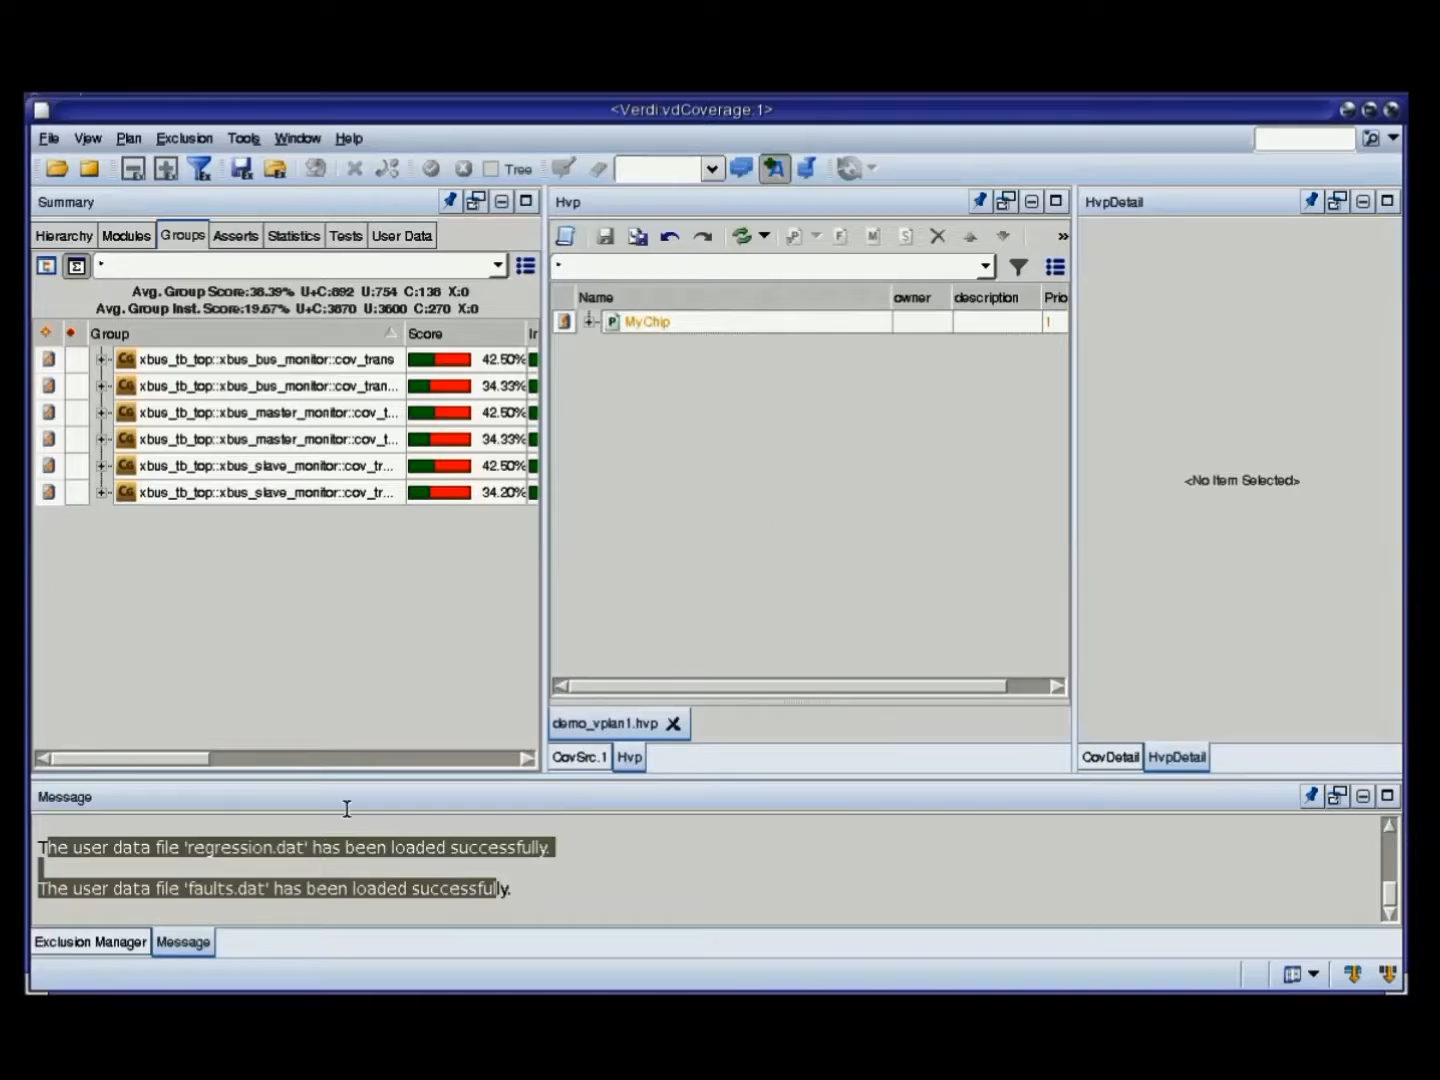 <Verdi:vdCoverage:1>
File View Plan Exclusion Tools Window Help
Tree
Summary
Hierarchy Modules Groups Asserts Statistics Tests User Data
*
Avg. Group Score:38.39% U+C:892 U:754 C:138 X:0
Avg. Group Inst. Score:19.67% U+C:3870 U:3600 C:270 X:0
Group Score In
xbus_tb_top::xbus_bus_monitor::cov_trans 42.50%
xbus_tb_top::xbus_bus_monitor::cov_tran... 34.33%
xbus_tb_top::xbus_master_monitor::cov_t... 42.50%
xbus_tb_top::xbus_master_monitor::cov_t... 34.33%
xbus_tb_top::xbus_slave_monitor::cov_tr... 42.50%
xbus_tb_top::xbus_slave_monitor::cov_tr... 34.20%
Hvp
*
Name owner description Prio
MyChip 1
demo_vplan1.hvp
CovSrc.1 Hvp
HvpDetail
<No Item Selected>
CovDetail HvpDetail
Message
The user data file 'regression.dat' has been loaded successfully.
The user data file 'faults.dat' has been loaded successfully.
Exclusion Manager Message